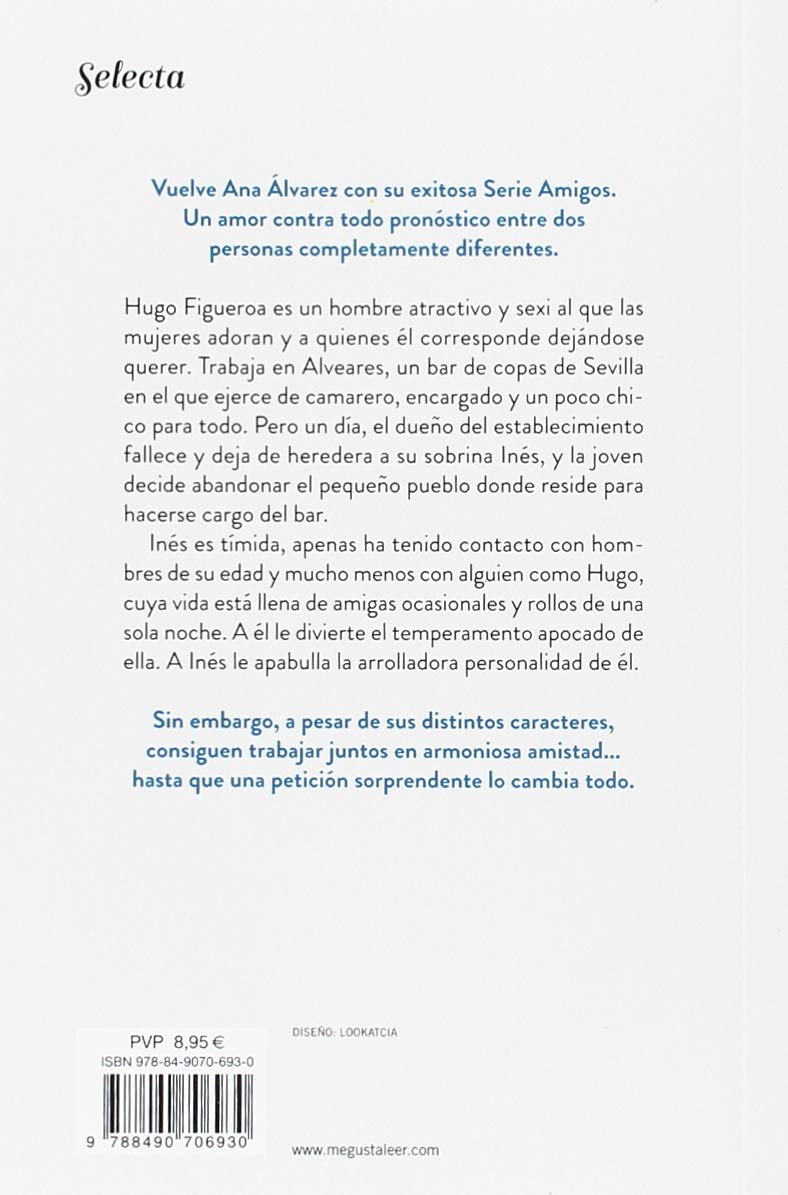 Selecta
Vuelve Ana Álvarez con su exitosa Serie Amigos.
Un amor contra todo pronóstico entre dos
personas completamente diferentes.
Hugo Figueroa es un hombre atractivo y sexi al que las
mujeres adoran y a quienes él corresponde dejándose
querer. Trabaja en Alveares, un bar de copas de Sevilla
en el que ejerce de camarero, encargado y un poco chi-
co para todo. Pero un día, el dueño del establecimiento
fallece y deja de heredera a su sobrina Inés, y la joven
decide abandonar el pequeño pueblo donde reside para
hacerse cargo del bar.
Inés es tímida, apenas ha tenido contacto con hom-
bres de su edad y mucho menos con alguien como Hugo,
cuya vida está llena de amigas ocasionales y rollos de una
sola noche. A él le divierte el temperamento apocado de
ella. A Inés le apabulla la arrolladora personalidad de él.
Sin embargo, a pesar de sus distintos caracteres,
consiguen trabajar juntos en armoniosa amistad...
hasta que una petición sorprendente lo cambia todo.
DISEÑO: LOOKATCIA
PVP 8,95 €
ISBN 978-84-9070-693-0
9 788490 706930
www.megustaleer.com